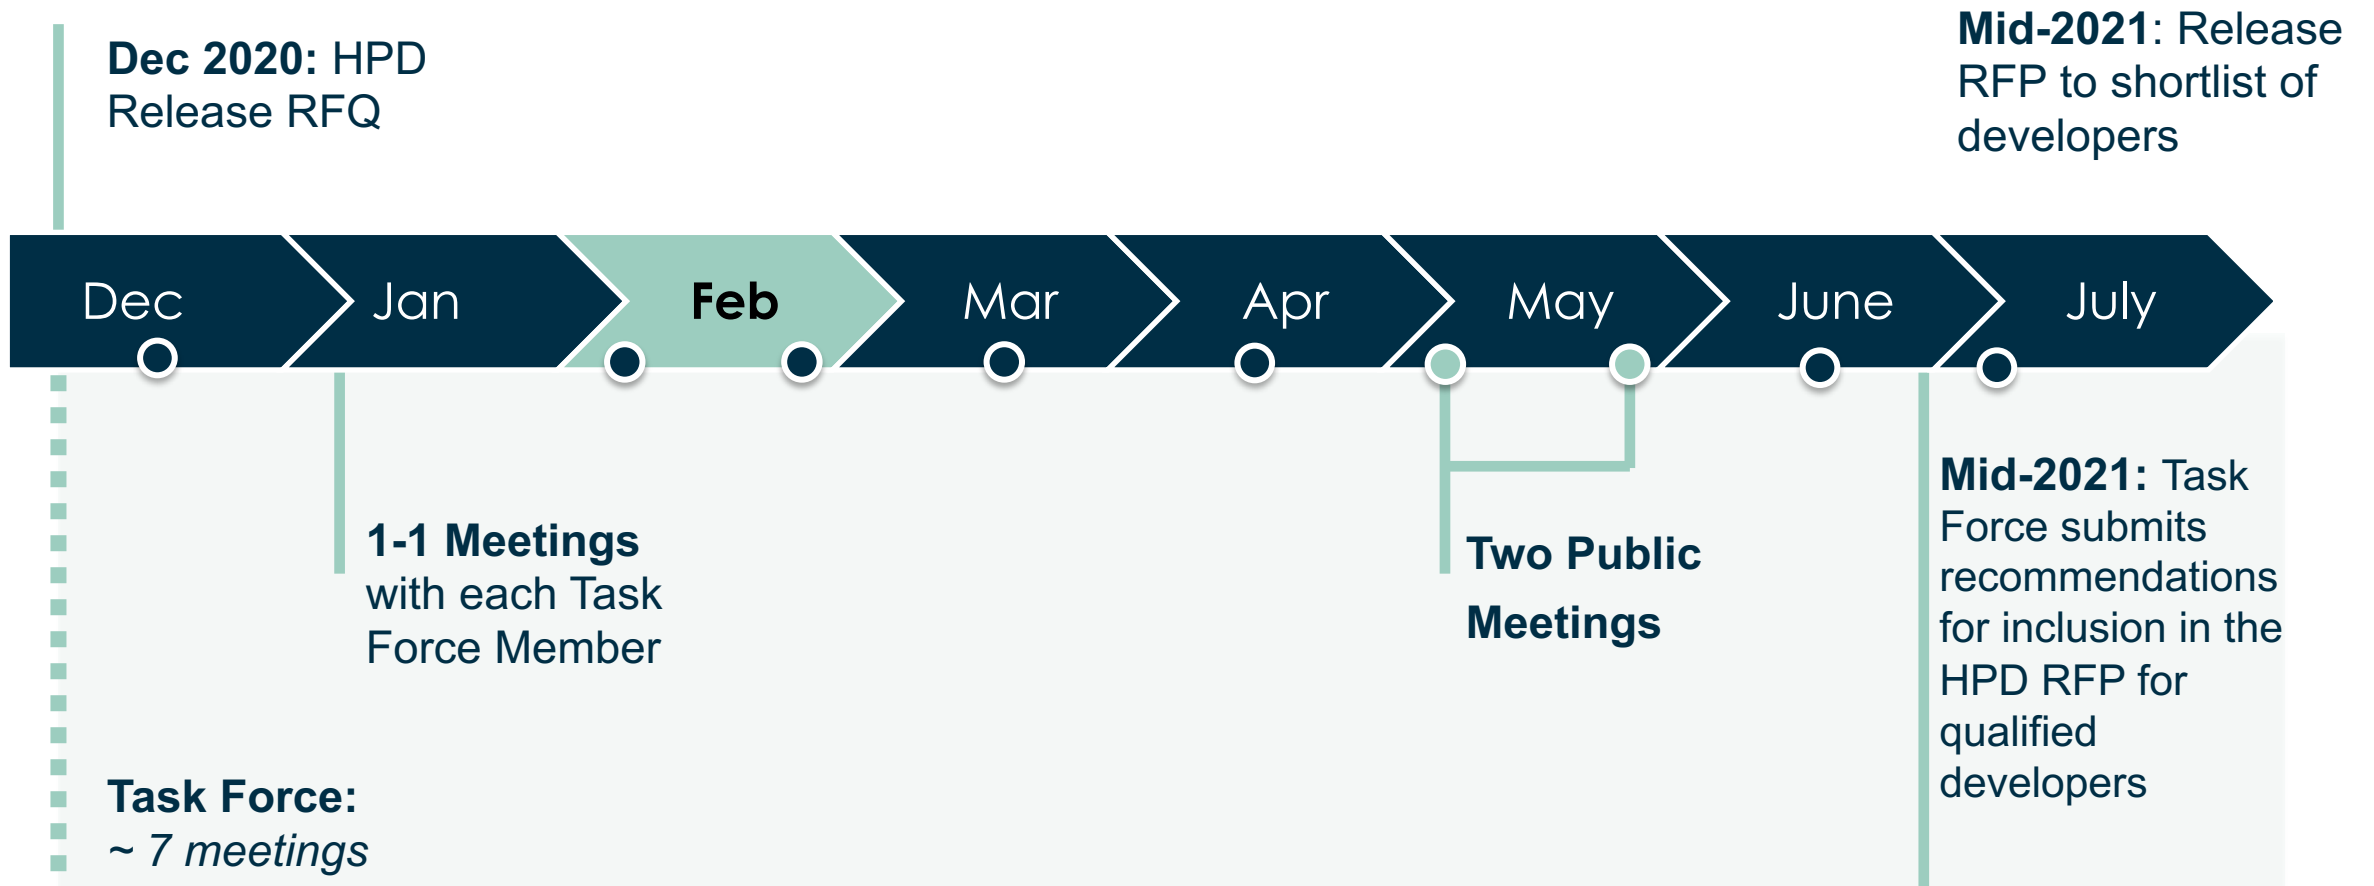 Dec 2020: HPD
Release RFQ
Mid-2021: Release
RFP to shortlist of
developers
Dec
Jan
Feb
Mar
Apr
May
June
July
1-1 Meetings
with each Task
Force Member
Two Public
Meetings
Mid-2021: Task
Force submits
recommendations
for inclusion in the
HPD RFP for
qualified
developers
Task Force:
~ 7 meetings